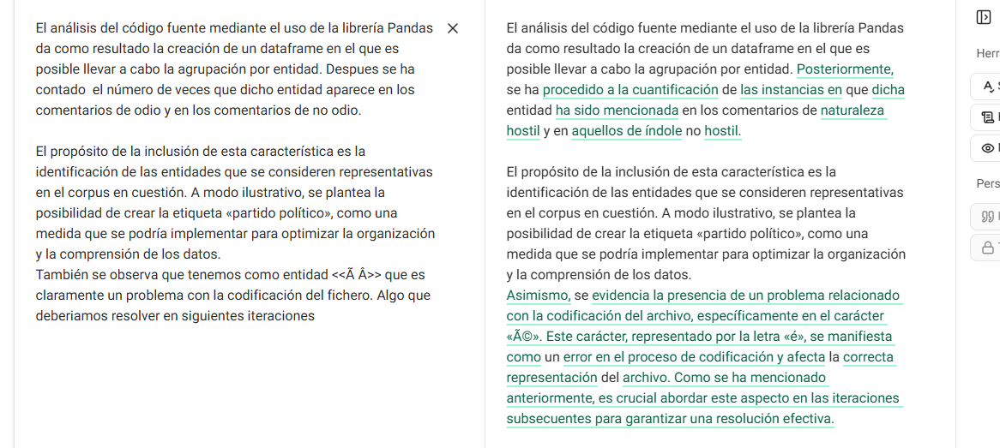 El análisis del código fuente mediante el uso de la librería Pandas
da como resultado la creación de un dataframe en el que es
posible llevar a cabo la agrupación por entidad. Despues se ha
contado  el número de veces que dicho entidad aparece en los
comentarios de odio y en los comentarios de no odio.
El propósito de la inclusión de esta característica es la
identificación de las entidades que se consideren representativas
en el corpus en cuestión. A modo ilustrativo, se plantea la
posibilidad de crear la etiqueta «partido político», como una
medida que se podría implementar para optimizar la organización
y la comprensión de los datos.
También se observa que tenemos como entidad <<Ã Â>> que es
claramente un problema con la codificación del fichero. Algo que
deberiamos resolver en siguientes iteraciones
El análisis del código fuente mediante el uso de la librería Pandas
da como resultado la creación de un dataframe en el que es
posible llevar a cabo la agrupación por entidad. Posteriormente,
se ha procedido a la cuantificación de las instancias en que dicha
entidad ha sido mencionada en los comentarios de naturaleza
hostil y en aquellos de índole no hostil.
El propósito de la inclusión de esta característica es la
identificación de las entidades que se consideren representativas
en el corpus en cuestión. A modo ilustrativo, se plantea la
posibilidad de crear la etiqueta «partido político», como una
medida que se podría implementar para optimizar la organización
y la comprensión de los datos.
Asimismo, se evidencia la presencia de un problema relacionado
con la codificación del archivo, específicamente en el carácter
«Ã©». Este carácter, representado por la letra «é», se manifiesta
como un error en el proceso de codificación y afecta la correcta
representación del archivo. Como se ha mencionado
anteriormente, es crucial abordar este aspecto en las iteraciones
subsecuentes para garantizar una resolución efectiva.
Herr
Pers